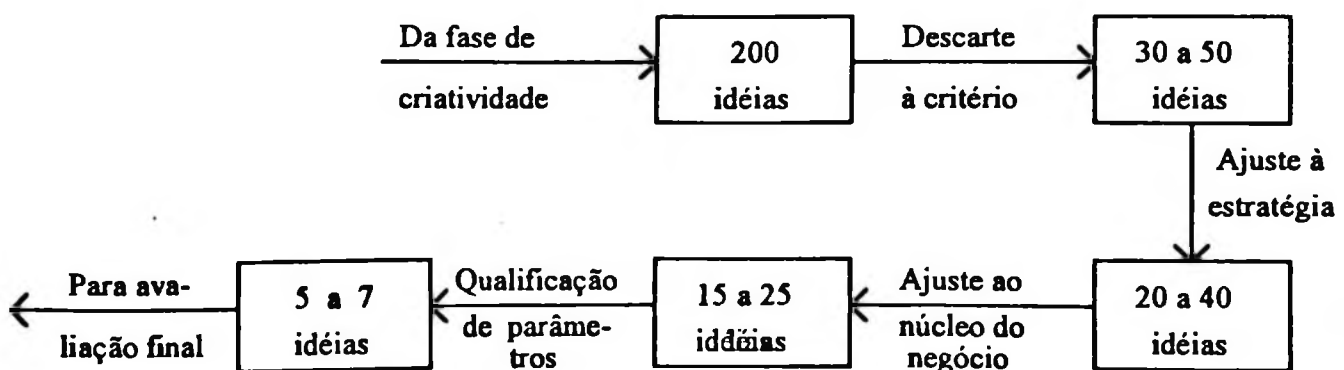 Da fase de
criatividade
200
idéias
Descarte
à critério
30 a 50
idéias
Ajuste à
estratégia
20 a 40
idéias
Ajuste ao
núcleo do
negócio
15 a 25
idéias
Qualificação
de parâme-
tros
5 a 7
idéias
Para ava-
liação final